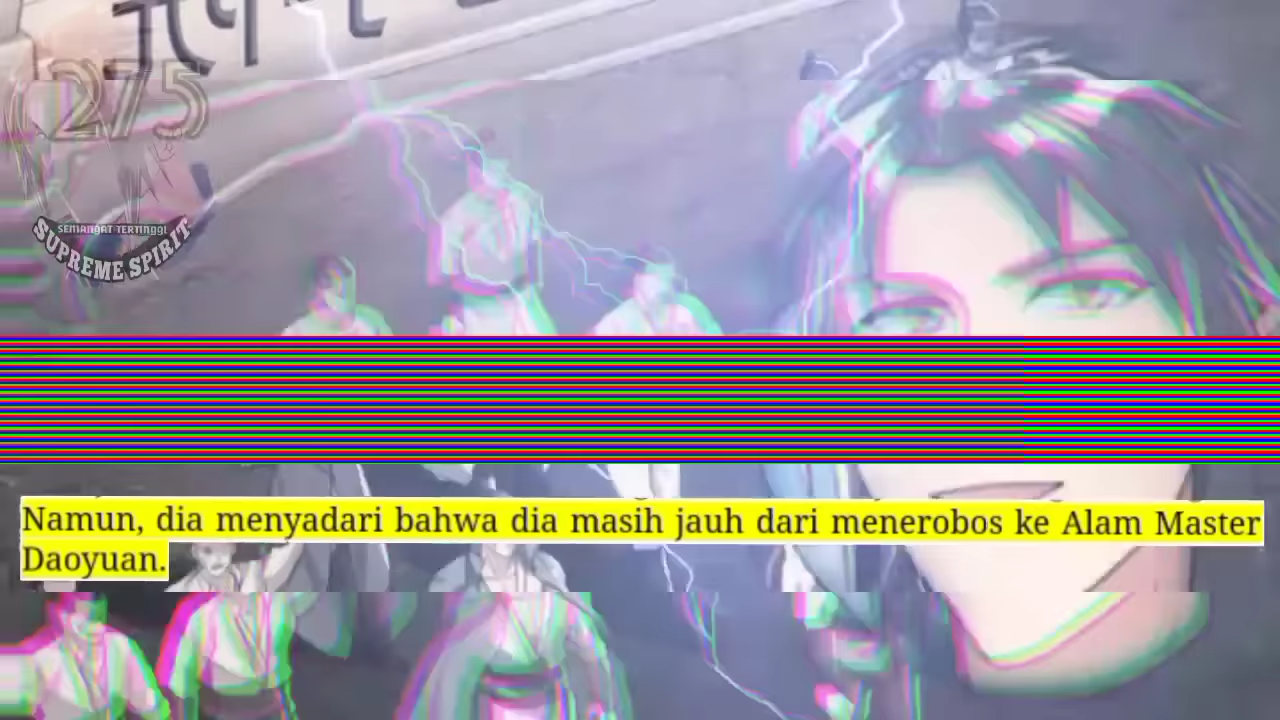 275
SEMANGAT TERTINGGI
SUPREME SPIRIT
Namun, dia menyadari bahwa dia masih jauh dari menerobos ke Alam Master
Daoyuan.